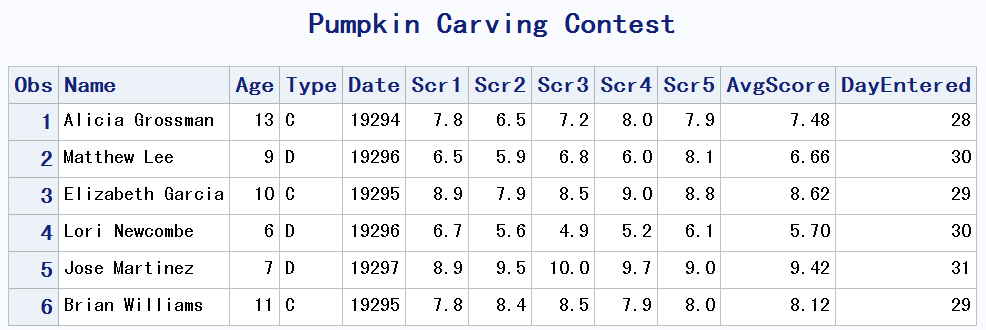 Pumpkin Carving Contest
Obs Name Age Type Date Scr1 Scr2 Scr3 Scr4 Scr5 AvgScore DayEntered
1 Alicia Grossman 13 C 19294 7.8 6.5 7.2 8.0 7.9 7.48 28
2 Matthew Lee 9 D 19296 6.5 5.9 6.8 6.0 8.1 6.66 30
3 Elizabeth Garcia 10 C 19295 8.9 7.9 8.5 9.0 8.8 8.62 29
4 Lori Newcombe 6 D 19296 6.7 5.6 4.9 5.2 6.1 5.70 30
5 Jose Martinez 7 D 19297 8.9 9.5 10.0 9.7 9.0 9.42 31
6 Brian Williams 11 C 19295 7.8 8.4 8.5 7.9 8.0 8.12 29